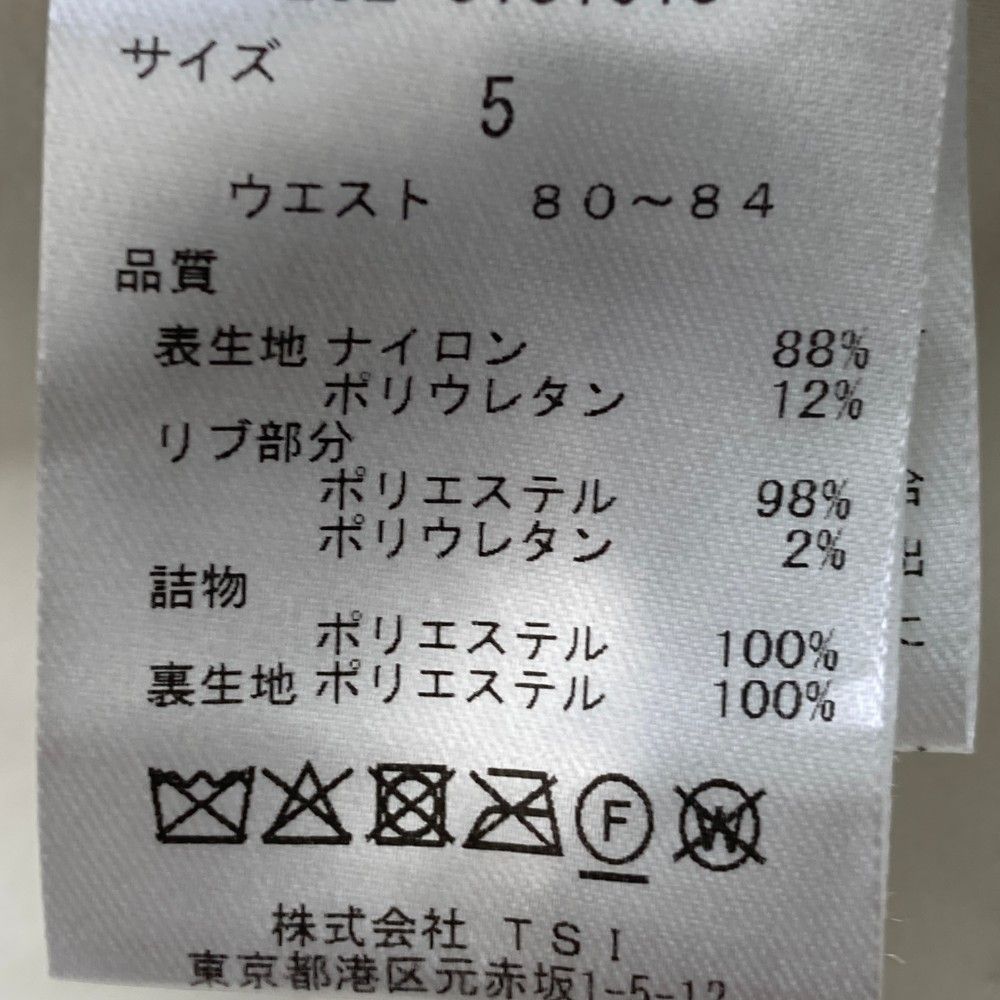 サイズ
5
ウエスト 80～84
品質
表生地 ナイロン 88%
ポリウレタン 12%
リブ部分
ポリエステル 98%
ポリウレタン 2%
詰物
ポリエステル 100%
裏生地 ポリエステル 100%
F
W
株式会社 TSI
東京都港区元赤坂1-5-12